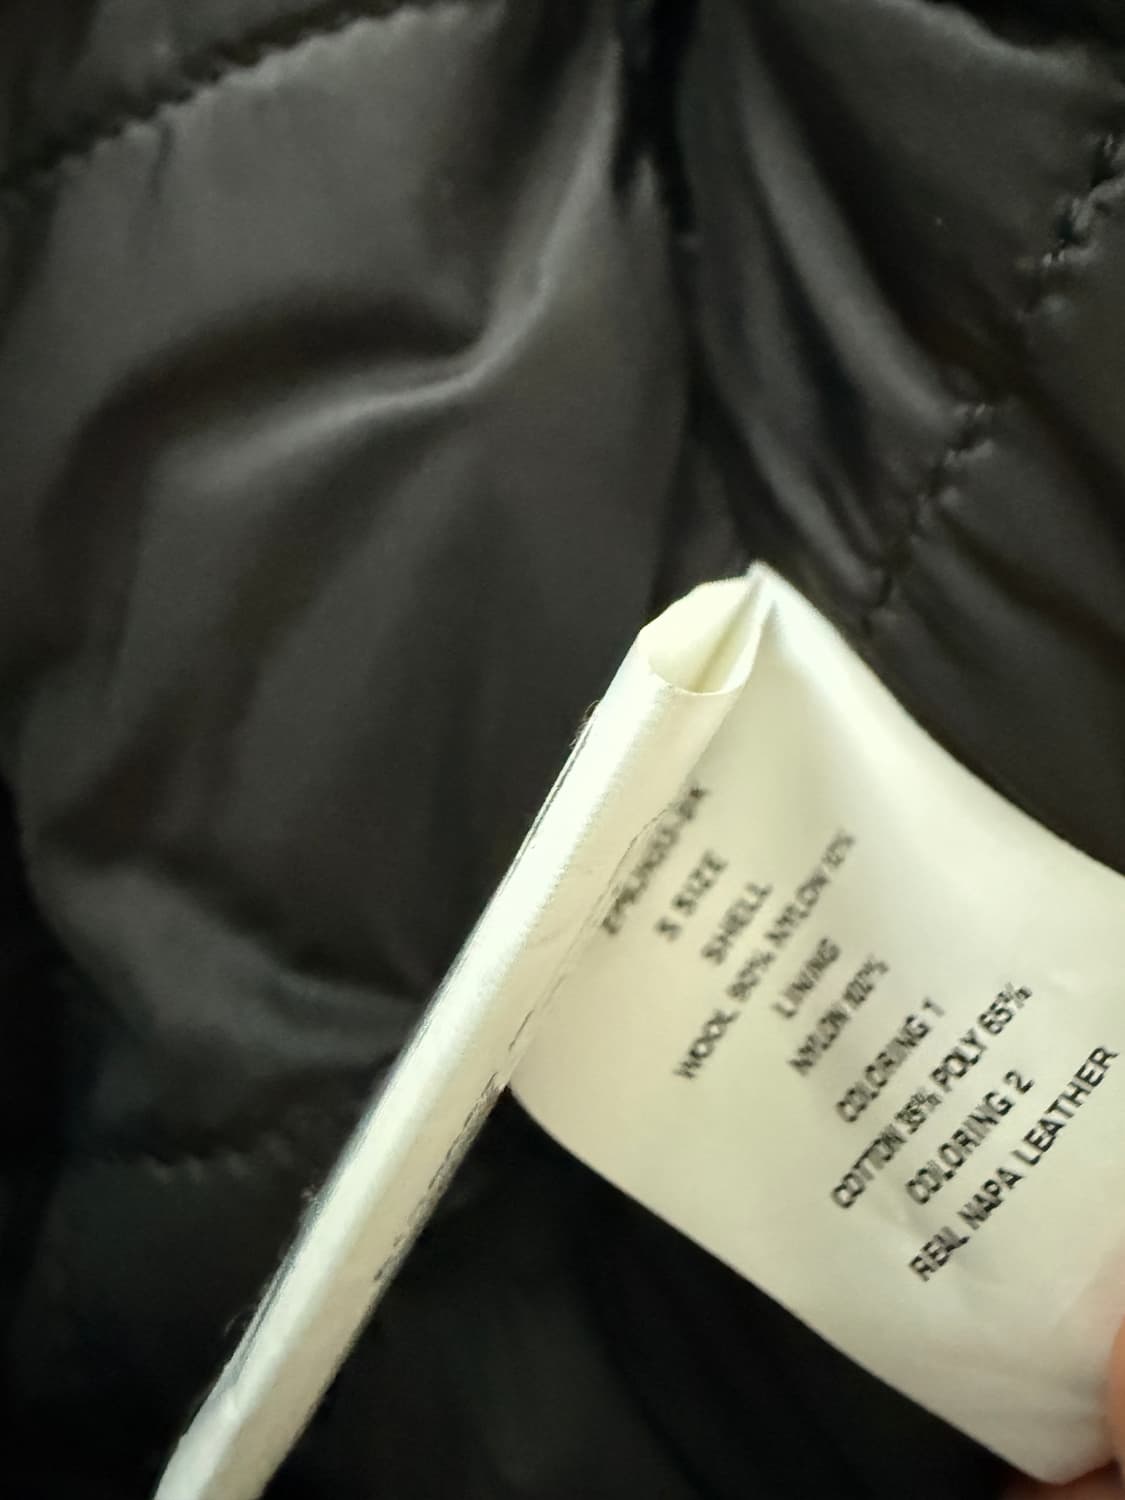 S SIZE
SHELL
WOOL 90% NYLON 10%
LINING
NYLON 100%
COLORING 1
COTTON 35% POLY 65%
COLORING 2
REAL NAPA LEATHER